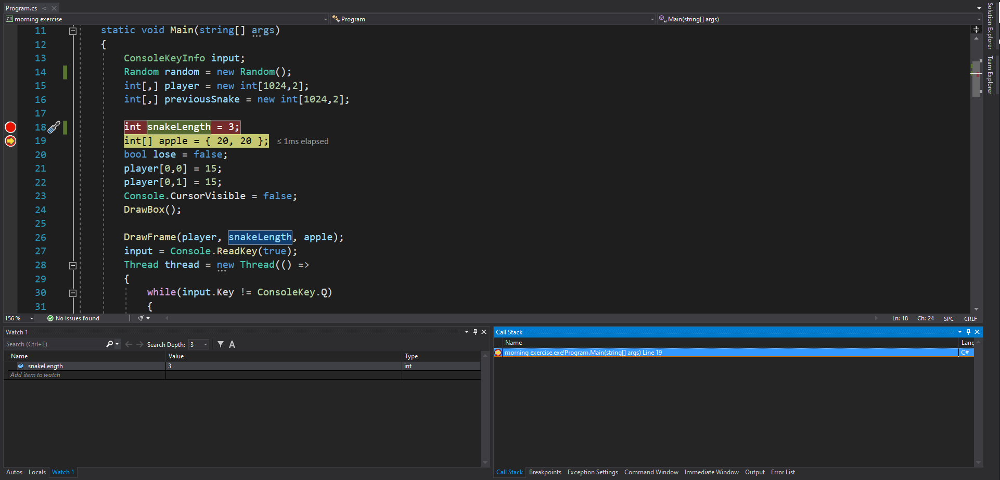 Program.cs
C# morning exercise Program Main(string[] args)
11 static void Main(string[] args)
12 {
13 ConsoleKeyInfo input;
14 Random random = new Random();
15 int[,] player = new int[1024,2];
16 int[,] previousSnake = new int[1024,2];
17
18 int snakeLength = 3;
19 int[] apple = { 20, 20 }; ≤ 1ms elapsed
20 bool lose = false;
21 player[0,0] = 15;
22 player[0,1] = 15;
23 Console.CursorVisible = false;
24 DrawBox();
25
26 DrawFrame(player, snakeLength, apple);
27 input = Console.ReadKey(true);
28 Thread thread = new Thread(() =>
29 {
30 while(input.Key != ConsoleKey.Q)
31 {
156 % No issues found Ln: 18 Ch: 24 SPC CRLF
Solution Explorer
Team Explorer
Watch 1
Search (Ctrl+E) Search Depth: 3 A
Name Value Type
snakeLength 3 int
Add item to watch
Autos Locals Watch 1
Call Stack
Name Lang
morning exercise.exe!Program.Main(string[] args) Line 19 C#
Call Stack Breakpoints Exception Settings Command Window Immediate Window Output Error List